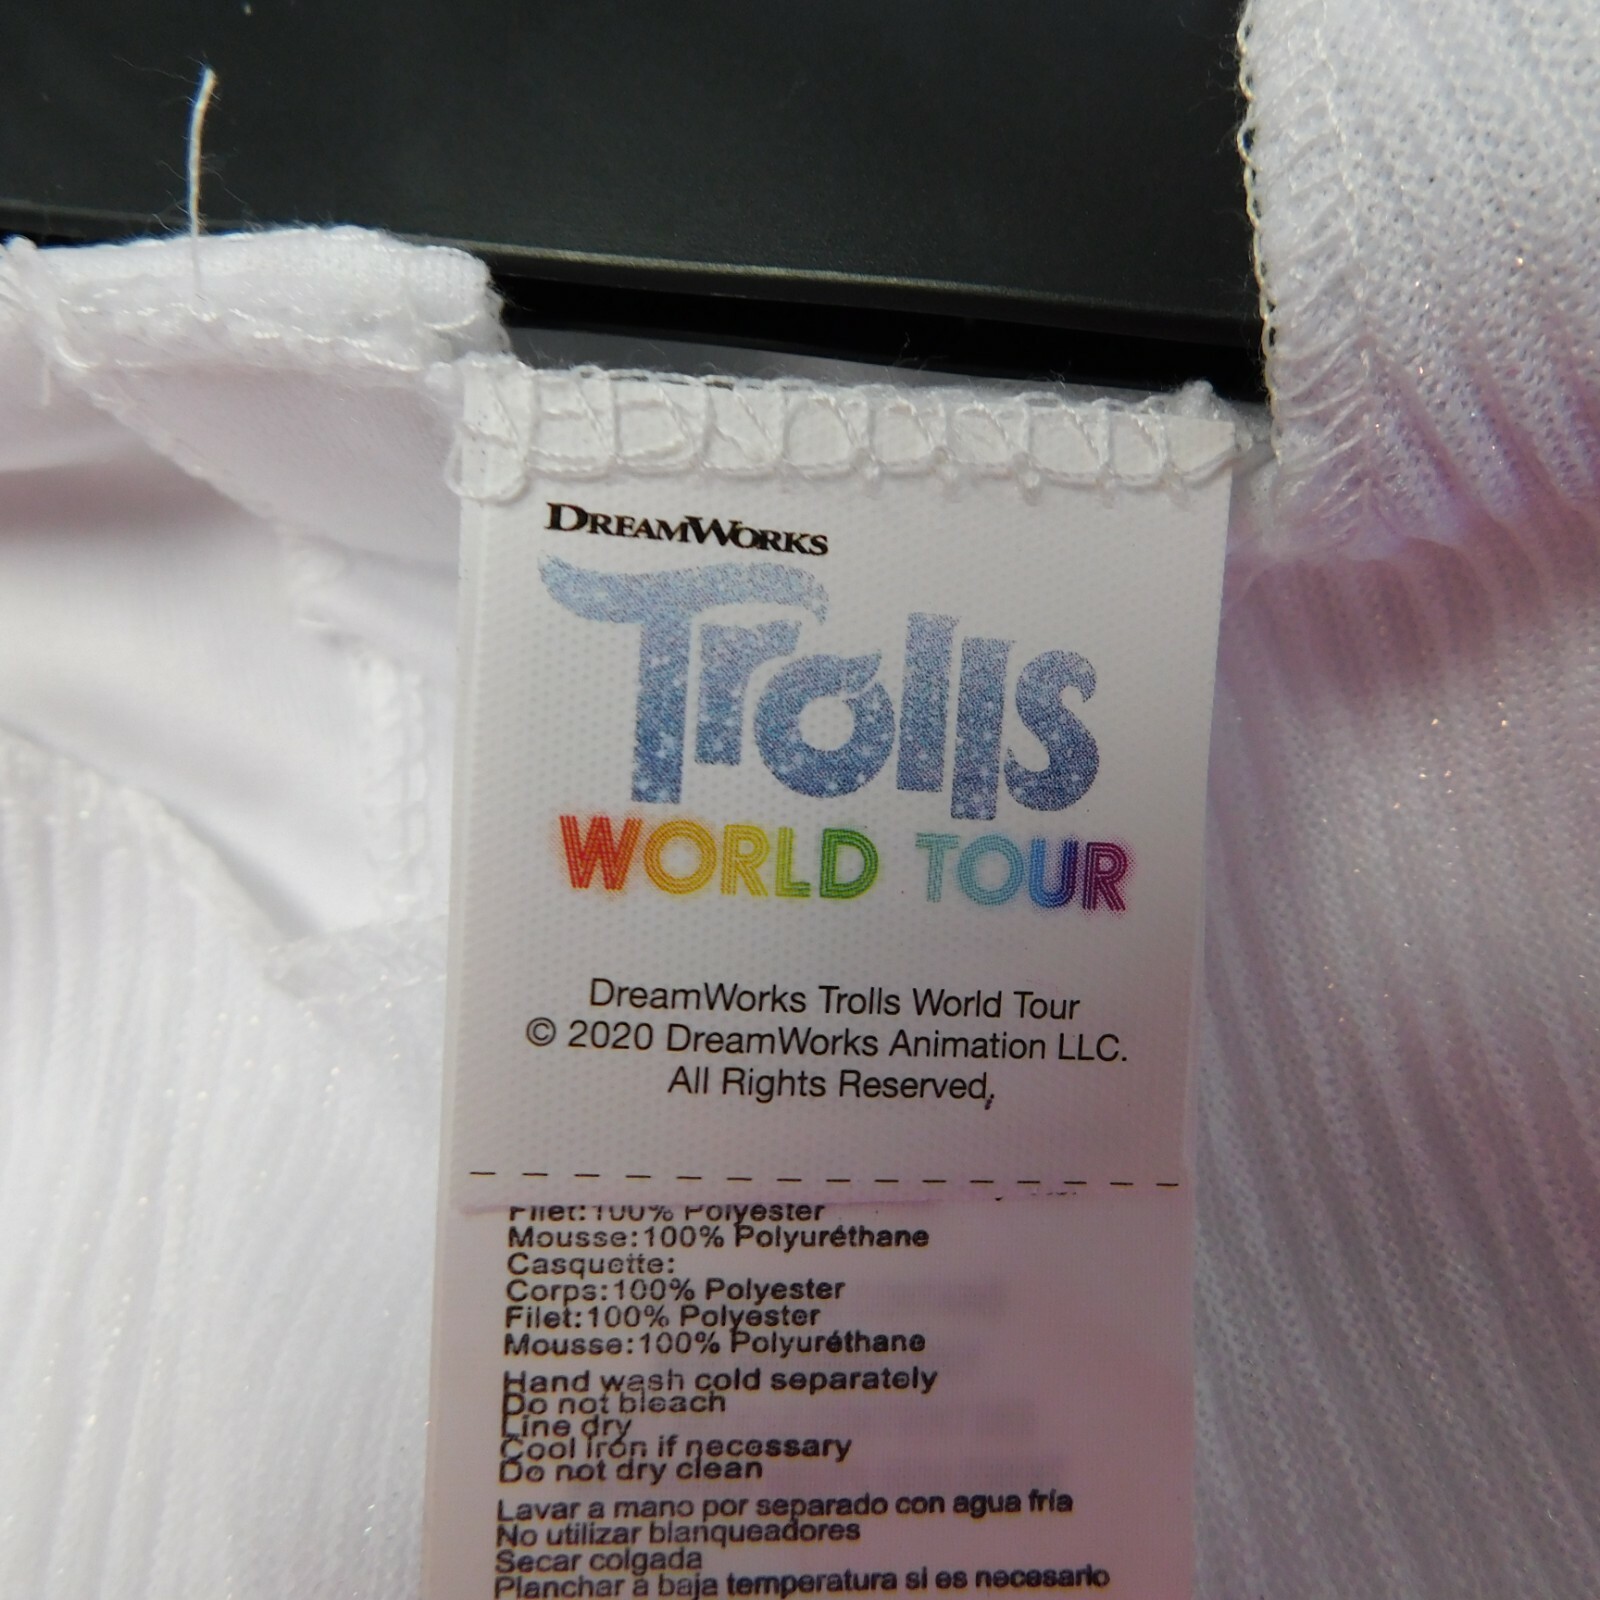 DREAMWORKS
Trolls
WORLD TOUR
DreamWorks Trolls World Tour
© 2020 DreamWorks Animation LLC.
All Rights Reserved,
Filet:100% Polyester
Mousse:100% Polyuréthane
Casquette:
Corps:100% Polyester
Filet:100% Polyester
Mousse:100% Polyuréthane
Hand wash cold separately
Do not bleach
Line dry
Cool iron if necessary
Do not dry clean
Lavar a mano por separado con agua fría
No utilizar blanqueadores
Secar colgada
Planchar a baja temperatura si es necesario